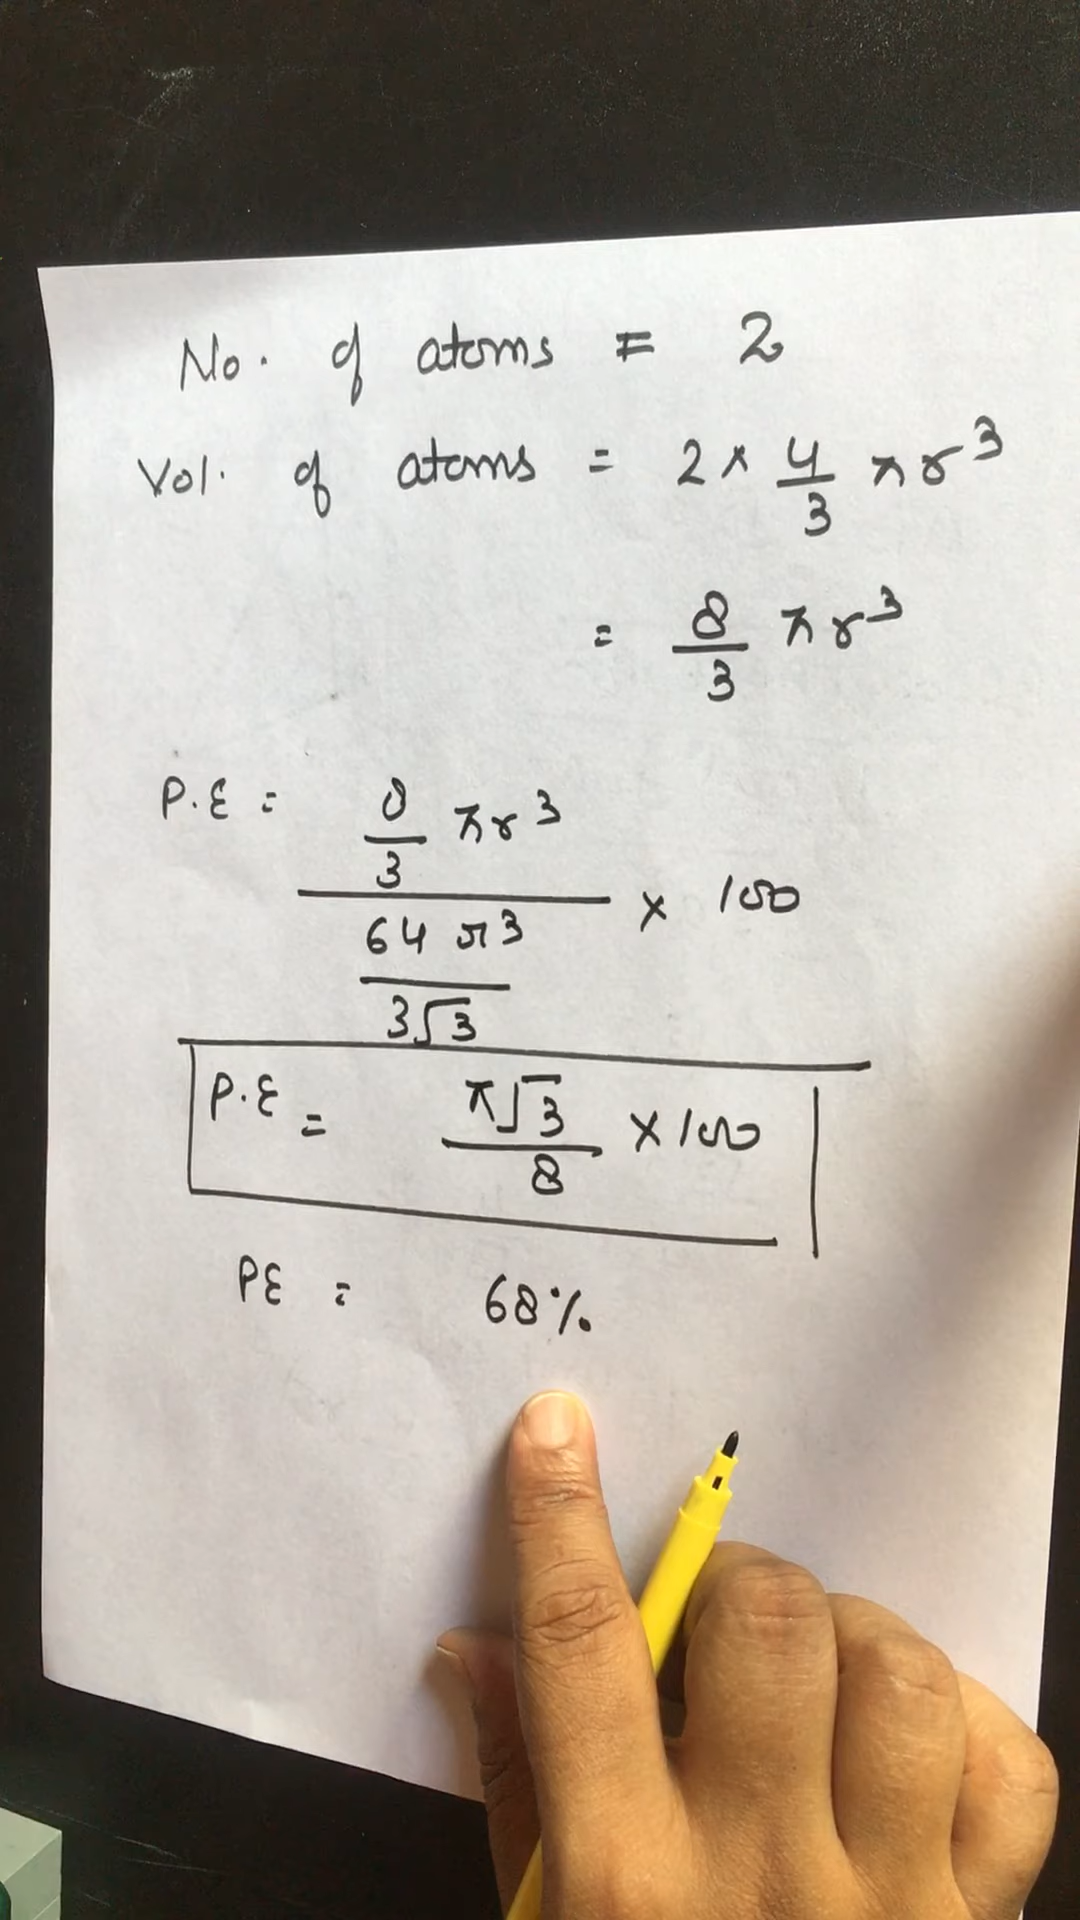 No. of atoms = 2
Vol. of atoms = 2 × 4/3 πr³
= 8/3 πr³
P.E = (8/3 πr³) / (64 r³ / 3√3) × 100
P.E = π√3/8 × 100
PE = 68%